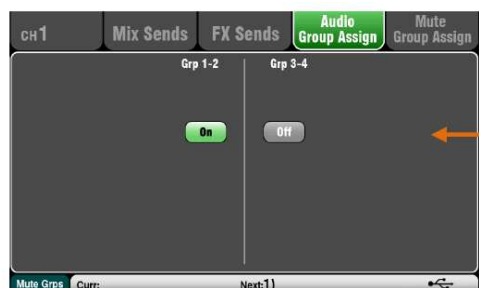 CH1 Mix Sends FX Sends Audio Group Assign Mute Group Assign
Grp 1-2 Grp 3-4
On Off
Mute Grps Curr: Next:1)